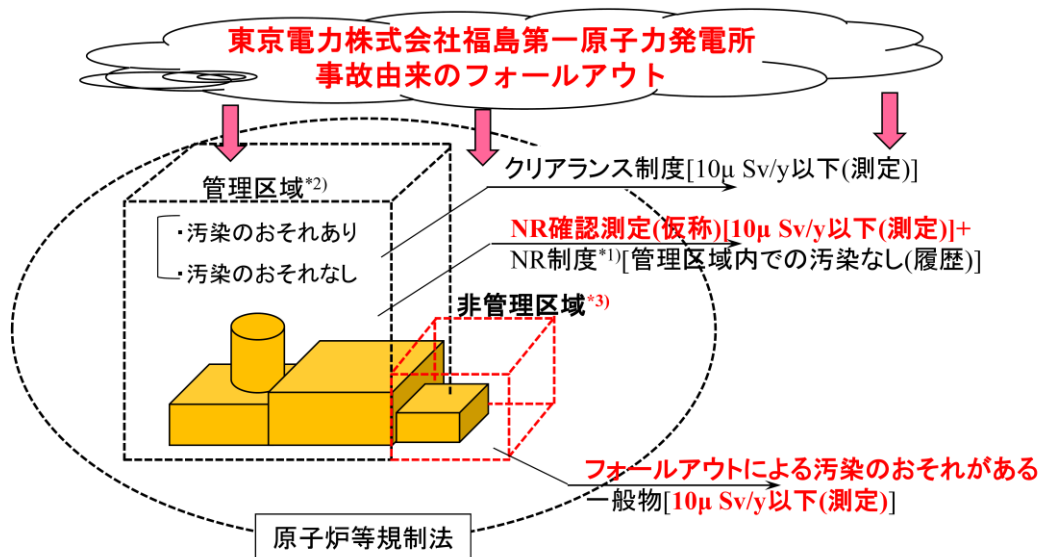 東京電力株式会社福島第一原子力発電所
事故由来のフォールアウト
管理区域*2)
・汚染のおそれあり
・汚染のおそれなし
クリアランス制度[10μ Sv/y以下(測定)]
NR確認測定(仮称)[10μ Sv/y以下(測定)]+
NR制度*1)[管理区域内での汚染なし(履歴)]
非管理区域*3)
フォールアウトによる汚染のおそれがある
一般物[10μ Sv/y以下(測定)]
原子炉等規制法